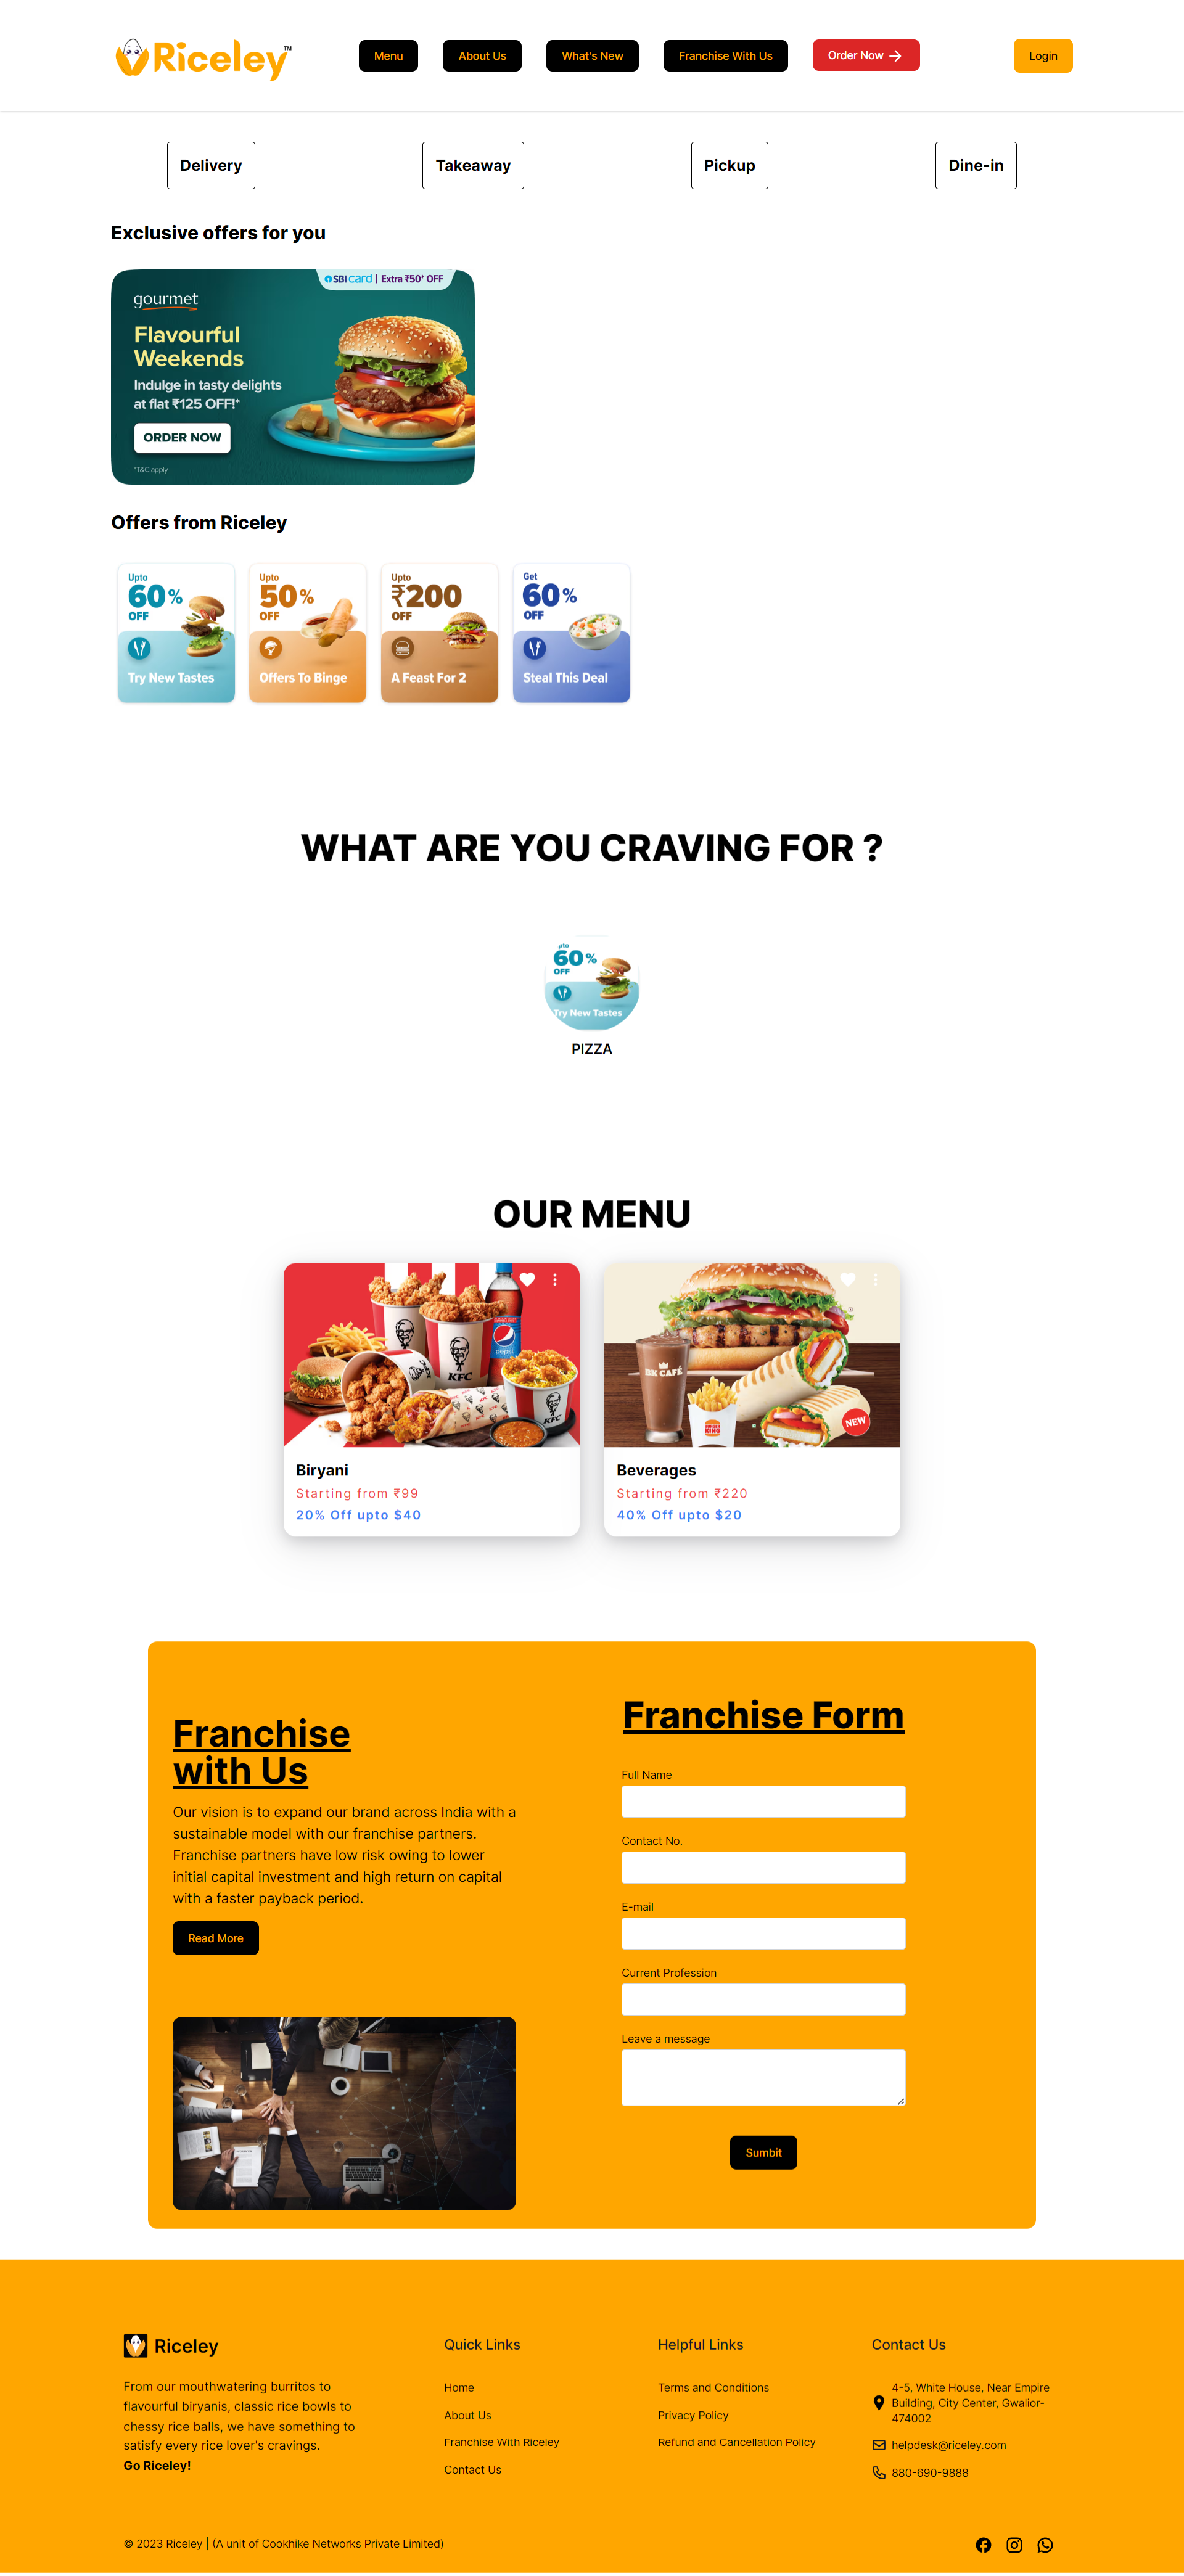 Riceley™
Menu
About Us
What's New
Franchise With Us
Order Now
Login
Delivery
Takeaway
Pickup
Dine-in
Exclusive offers for you
SBI card | Extra ₹50* OFF
gourmet
Flavourful
Weekends
Indulge in tasty delights
at flat ₹125 OFF!*
ORDER NOW
*T&C apply
Offers from Riceley
Upto
60%
OFF
Try New Tastes
Upto
50%
OFF
Offers To Binge
Upto
₹200
OFF
A Feast For 2
Get
60%
OFF
Steal This Deal
WHAT ARE YOU CRAVING FOR ?
pto
60%
OFF
Try New Tastes
PIZZA
OUR MENU
KFC
KFC
KFC
pepsi
Biryani
Starting from ₹99
20% Off upto $40
BK CAFÉ
BURGER KING
NEW
Beverages
Starting from ₹220
40% Off upto $20
Franchise
with Us
Our vision is to expand our brand across India with a
sustainable model with our franchise partners.
Franchise partners have low risk owing to lower
initial capital investment and high return on capital
with a faster payback period.
Read More
Franchise Form
Full Name
Contact No.
E-mail
Current Profession
Leave a message
Sumbit
Riceley
From our mouthwatering burritos to
flavourful biryanis, classic rice bowls to
chessy rice balls, we have something to
satisfy every rice lover's cravings.
Go Riceley!
Quick Links
Home
About Us
Franchise With Riceley
Contact Us
Helpful Links
Terms and Conditions
Privacy Policy
Refund and Cancellation Policy
Contact Us
4-5, White House, Near Empire
Building, City Center, Gwalior-
474002
helpdesk@riceley.com
880-690-9888
© 2023 Riceley | (A unit of Cookhike Networks Private Limited)